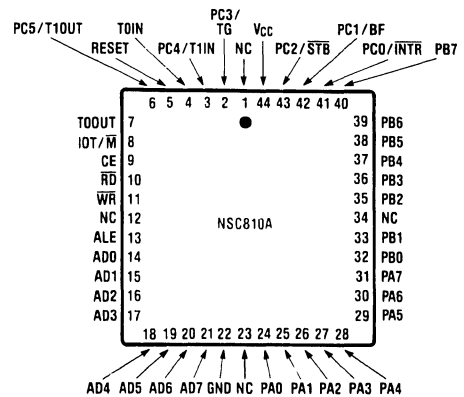 PC3/
PC5/T1OUT T0IN TG VCC PC1/BF
RESET PC4/T1IN NC PC2/STB PC0/INTR PB7
6 5 4 3 2 1 44 43 42 41 40
TOOUT 7 39 PB6
IOT/M 8 38 PB5
CE 9 37 PB4
RD 10 36 PB3
WR 11 35 PB2
NC 12 NSC810A 34 NC
ALE 13 33 PB1
AD0 14 32 PB0
AD1 15 31 PA7
AD2 16 30 PA6
AD3 17 29 PA5
18 19 20 21 22 23 24 25 26 27 28
AD4 AD5 AD6 AD7 GND NC PA0 PA1 PA2 PA3 PA4